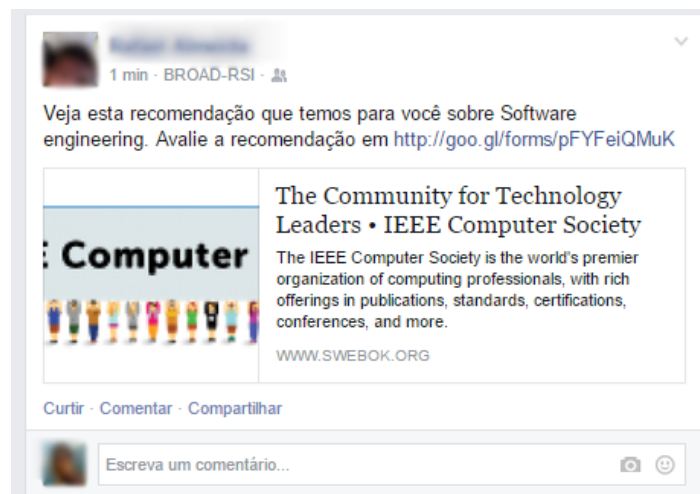 1 min · BROAD-RSI ·
Veja esta recomendação que temos para você sobre Software
engineering. Avalie a recomendação em http://goo.gl/forms/pFYFeiQMuK
E Computer
The Community for Technology
Leaders • IEEE Computer Society
The IEEE Computer Society is the world's premier
organization of computing professionals, with rich
offerings in publications, standards, certifications,
conferences, and more.
WWW.SWEBOK.ORG
Curtir · Comentar · Compartilhar
Escreva um comentário...